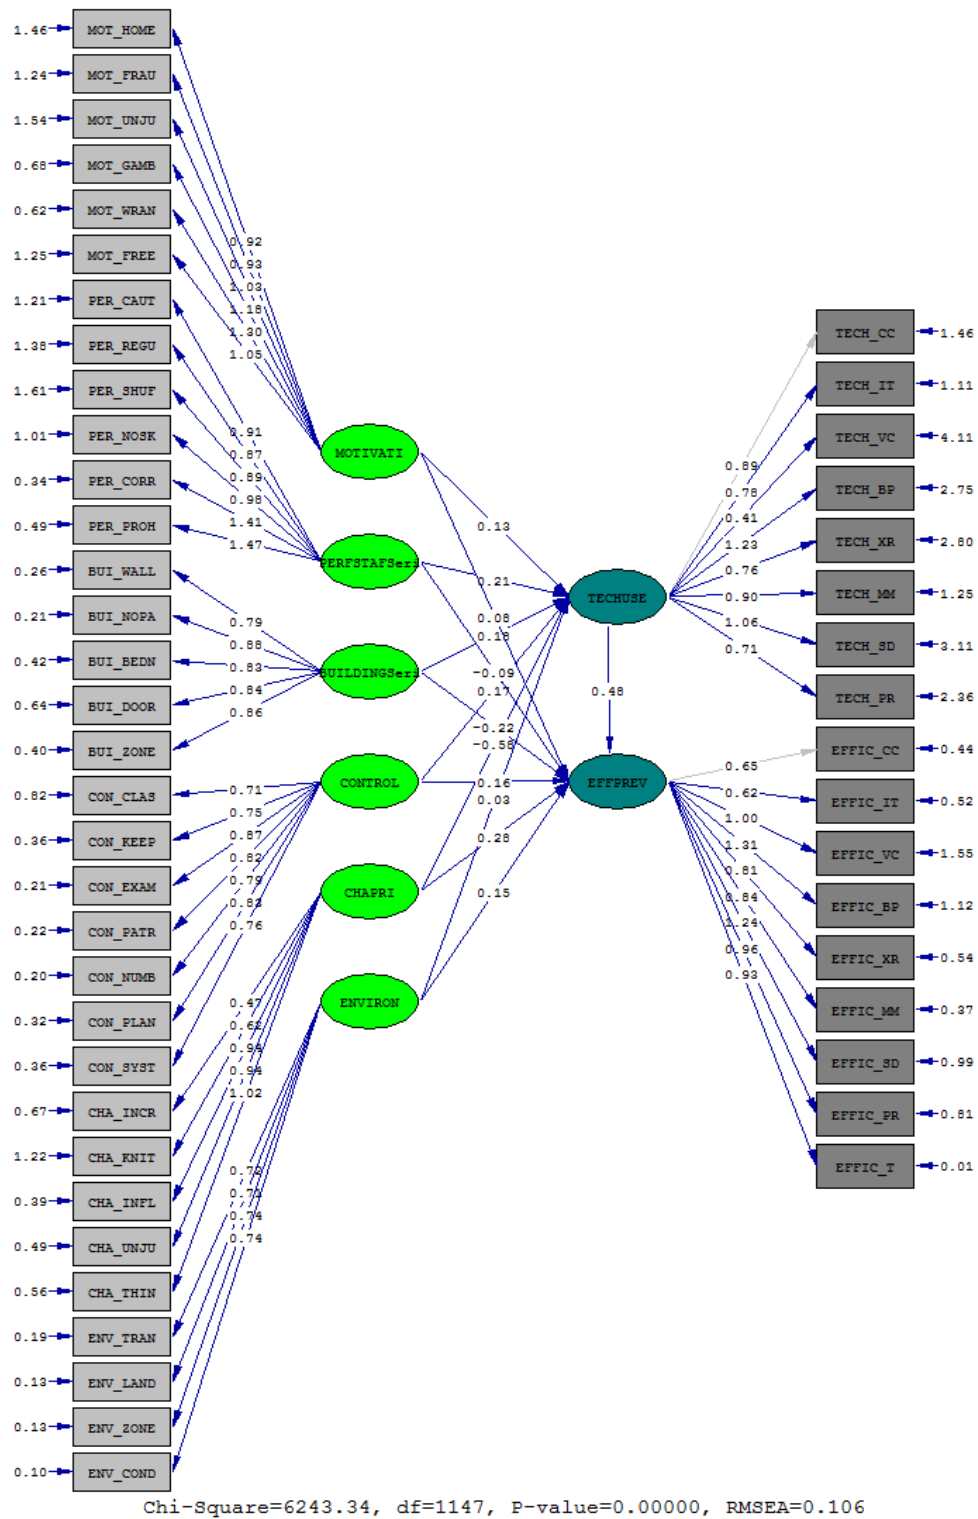 1.46 MOT_HOME
1.24 MOT_FRAU
1.54 MOT_UNJU
0.68 MOT_GAMB
0.62 MOT_WRAN
1.25 MOT_FREE
1.21 PER_CAUT
1.38 PER_REGU
1.61 PER_SHUF
1.01 PER_NOSK
0.34 PER_CORR
0.49 PER_PROH
0.26 BUI_WALL
0.21 BUI_NOPA
0.42 BUI_BEDN
0.64 BUI_DOOR
0.40 BUI_ZONE
0.82 CON_CLAS
0.36 CON_KEEP
0.21 CON_EXAM
0.22 CON_PATR
0.20 CON_NUMB
0.32 CON_PLAN
0.36 CON_SYST
0.67 CHA_INCR
1.22 CHA_KNIT
0.39 CHA_INFL
0.49 CHA_UNJU
0.56 CHA_THIN
0.19 ENV_TRAN
0.13 ENV_LAND
0.13 ENV_ZONE
0.10 ENV_COND
0.92
0.93
1.03
1.18
1.30
1.05
0.91
0.87
0.89
0.98
1.41
1.47
0.79
0.88
0.83
0.84
0.86
0.71
0.75
0.87
0.82
0.79
0.83
0.76
0.47
0.62
0.94
0.94
1.02
0.72
0.71
0.74
0.74
MOTIVATI
PERFSTAFSeri
BUILDINGSeri
CONTROL
CHAPRI
ENVIRON
0.13
0.21
0.08
0.18
-0.09
0.17
-0.22
-0.58
0.16
0.03
0.28
0.15
TECHUSE
0.48
EFFPREV
0.89
0.78
0.41
1.23
0.76
0.90
1.06
0.71
0.65
0.62
1.00
1.31
0.81
0.84
1.24
0.96
0.93
TECH_CC 1.46
TECH_IT 1.11
TECH_VC 4.11
TECH_BP 2.75
TECH_XR 2.80
TECH_MM 1.25
TECH_SD 3.11
TECH_PR 2.36
EFFIC_CC 0.44
EFFIC_IT 0.52
EFFIC_VC 1.55
EFFIC_BP 1.12
EFFIC_XR 0.54
EFFIC_MM 0.37
EFFIC_SD 0.99
EFFIC_PR 0.81
EFFIC_T 0.01
Chi-Square=6243.34, df=1147, P-value=0.00000, RMSEA=0.106